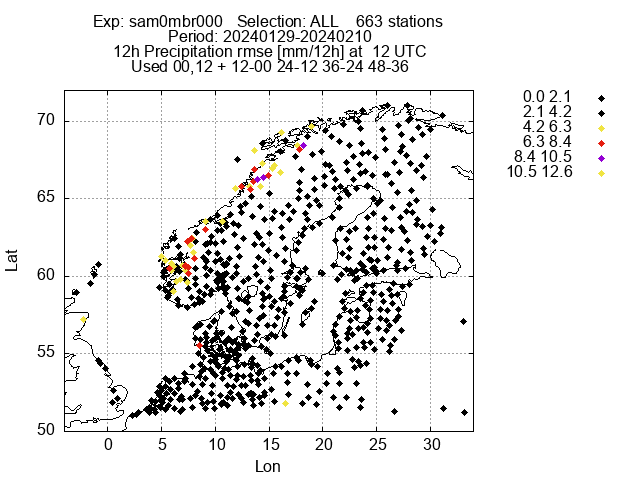 Exp: sam0mbr000 Selection: ALL 663 stations
Period: 20240129-20240210
12h Precipitation rmse [mm/12h] at 12 UTC
Used 00,12 + 12-00 24-12 36-24 48-36
0.0 2.1
2.1 4.2
4.2 6.3
6.3 8.4
8.4 10.5
10.5 12.6
70
65
60
55
50
Lat
0 5 10 15 20 25 30
Lon